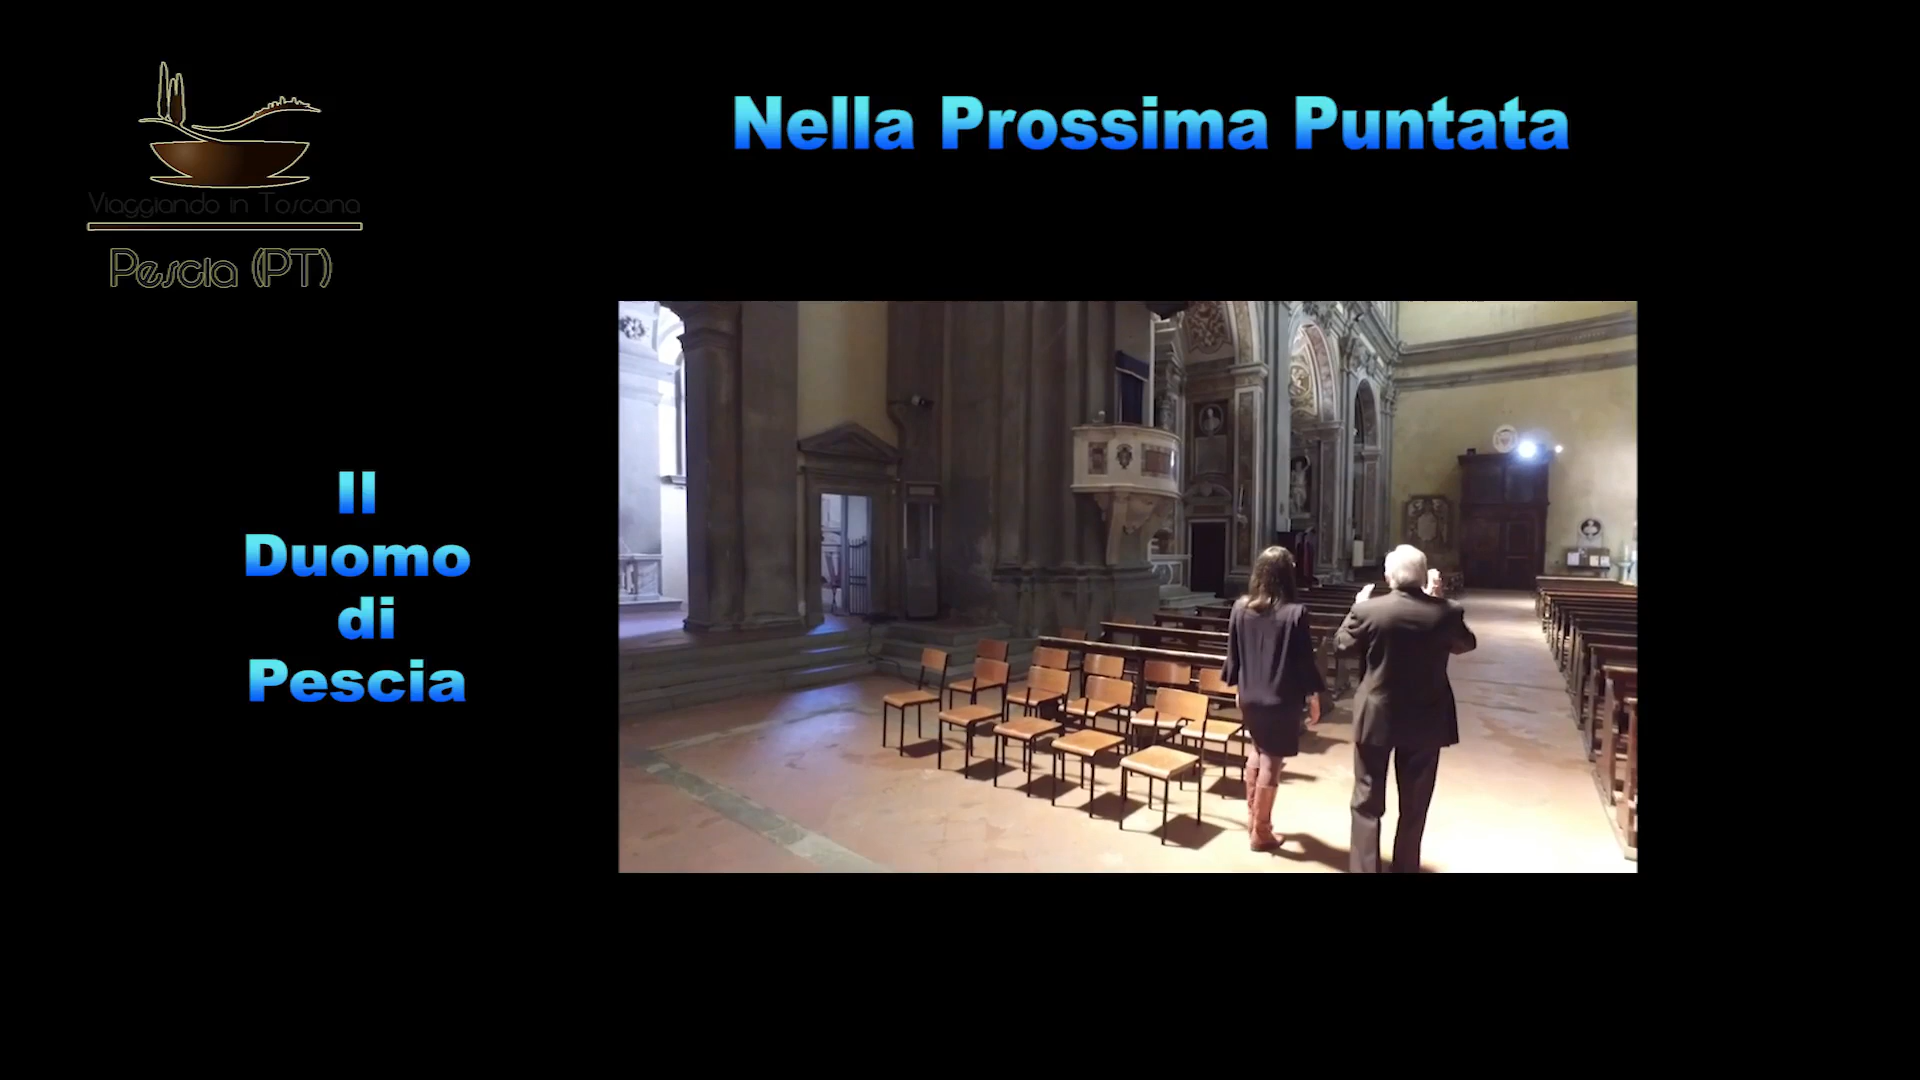 Nella Prossima Puntata
Viaggiando in Toscana
Pescia (PT)
Il
Duomo
di
Pescia